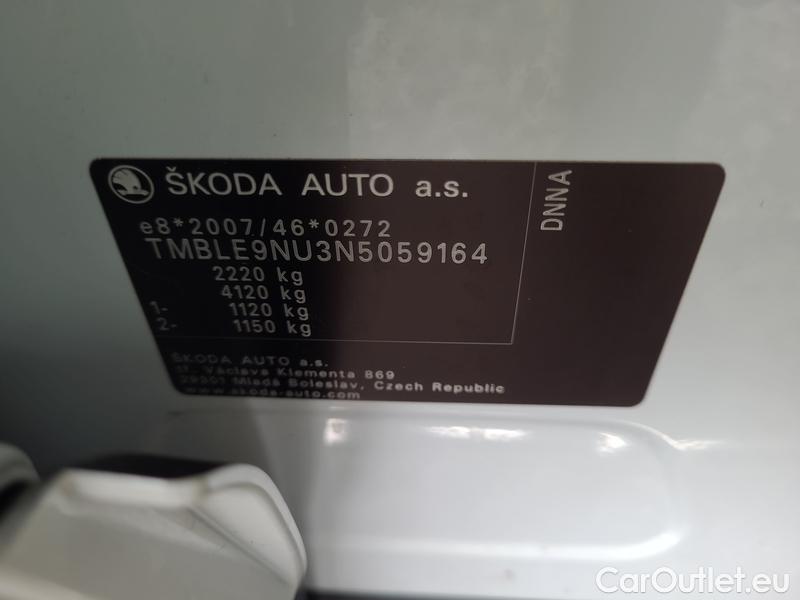 ŠKODA AUTO a.s.
e8*2007/46*0272
TMBLE9NU3N5059164
2220 kg
4120 kg
1- 1120 kg
2- 1150 kg
DNNA
ŠKODA AUTO a.s.
tř. Václava Klementa 869
29301 Mladá Boleslav, Czech Republic
www.skoda-auto.com
CarOutlet.eu